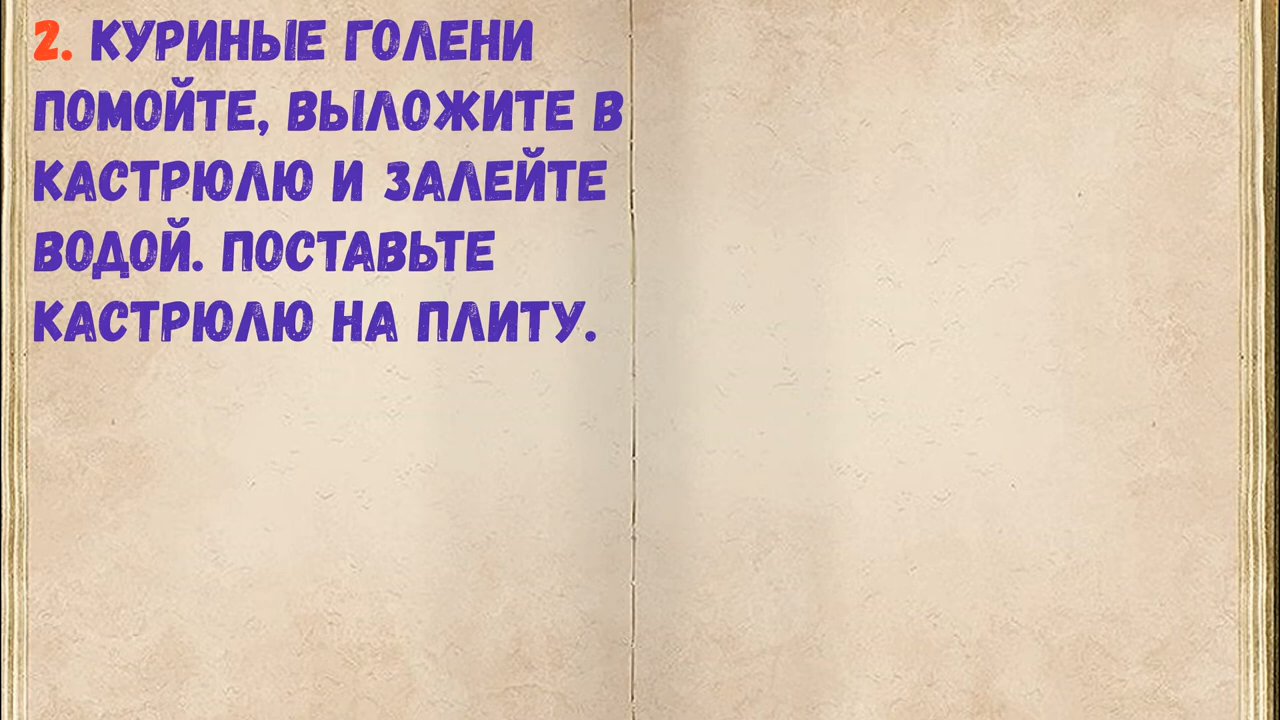 2. КУРИНЫЕ ГОЛЕНИ
ПОМОЙТЕ, ВЫЛОЖИТЕ В
КАСТРЮЛЮ И ЗАЛЕЙТЕ
ВОДОЙ. ПОСТАВЬТЕ
КАСТРЮЛЮ НА ПЛИТУ.